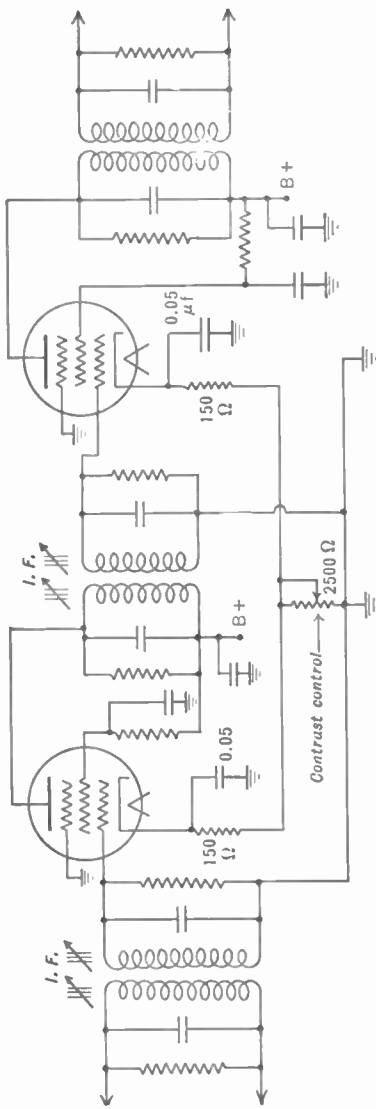 I. F.
150
Ω
0.05
B+
I. F.
Contrast control
2500 Ω
150
Ω
0.05
μf
B+